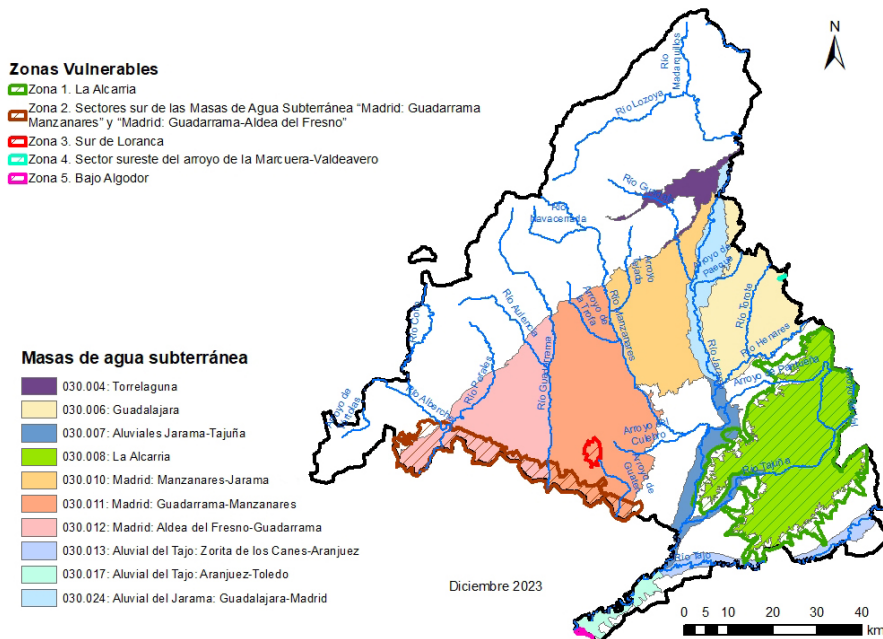 N
Zonas Vulnerables
Zona 1. La Alcarria
Zona 2. Sectores sur de las Masas de Agua Subterránea "Madrid: Guadarrama
Manzanares" y "Madrid: Guadarrama-Aldea del Fresno"
Zona 3. Sur de Loranca
Zona 4. Sector sureste del arroyo de la Marcuera-Valdeavero
Zona 5. Bajo Algodor
Río
Madarquillos
Río Lozoya
Río
Navacerrada
Arroyo
Tejada
Arroyo de
Paeque
Río Torote
Río Henares
Río Cofio
Río Aulencia
Arroyo de
la Trofa
Río Manzanares
Río Guadarrama
Río Perales
Río Alberche
Arroyo de Pantueña
Arroyo del
Culebro
Arroyo de
Río Tajuña
Río Tajo
Masas de agua subterránea
030.004: Torrelaguna
030.006: Guadalajara
030.007: Aluviales Jarama-Tajuña
030.008: La Alcarria
030.010: Madrid: Manzanares-Jarama
030.011: Madrid: Guadarrama-Manzanares
030.012: Madrid: Aldea del Fresno-Guadarrama
030.013: Aluvial del Tajo: Zorita de los Canes-Aranjuez
030.017: Aluvial del Tajo: Aranjuez-Toledo
030.024: Aluvial del Jarama: Guadalajara-Madrid
Diciembre 2023
0 5 10 20 30 40
km